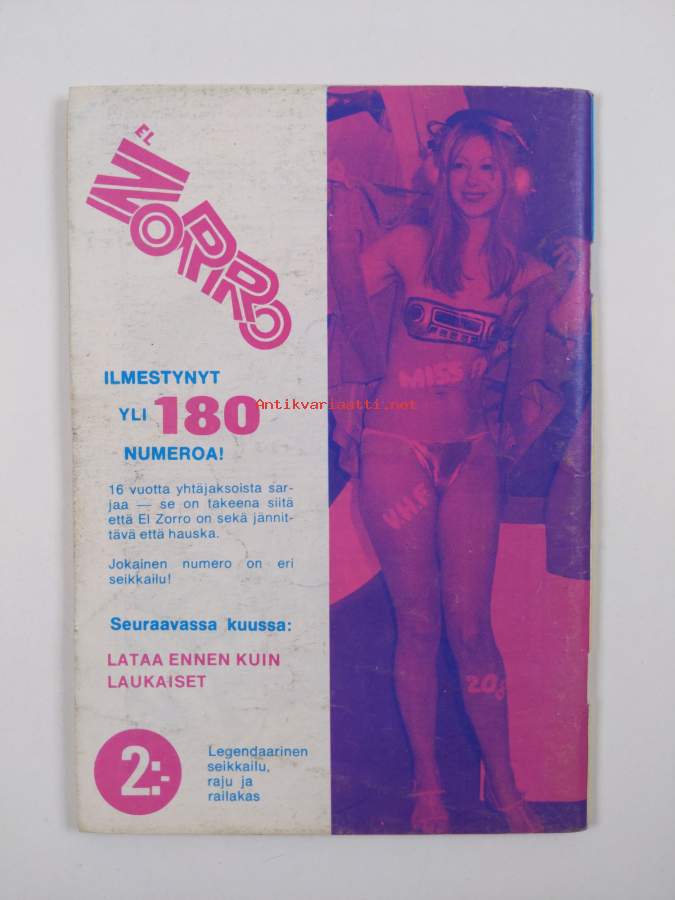 EL
ZORRO
ILMESTYNYT
YLI 180
NUMEROA!
16 vuotta yhtäjaksoista sar-
jaa — se on takeena siitä
että El Zorro on sekä jännit-
tävä että hauska.
Jokainen numero on eri
seikkailu!
Seuraavassa kuussa:
LATAA ENNEN KUIN
LAUKAISET
2:-
Legendaarinen
seikkailu,
raju ja
railakas
MISS
V.H.F
Antikvariaatti.net